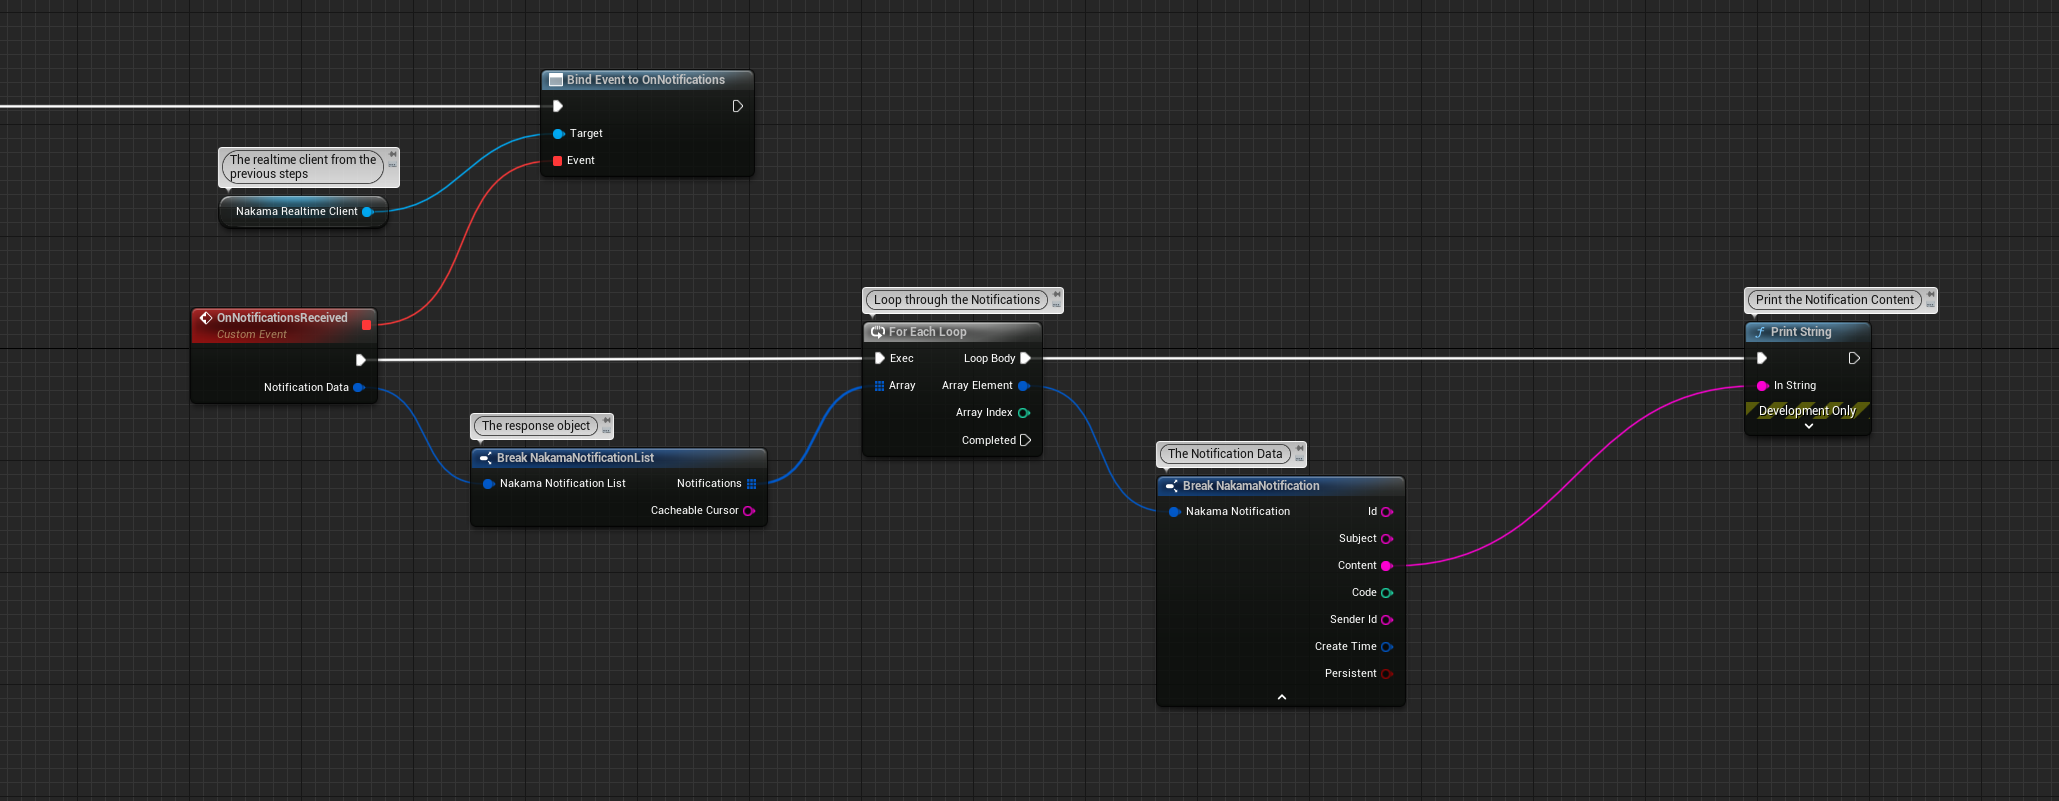 Bind Event to OnNotifications
Target
Event
The realtime client from the
previous steps
Nakama Realtime Client
OnNotificationsReceived
Custom Event
Notification Data
The response object
Break NakamaNotificationList
Nakama Notification List
Notifications
Cacheable Cursor
Loop through the Notifications
For Each Loop
Exec
Loop Body
Array
Array Element
Array Index
Completed
The Notification Data
Break NakamaNotification
Nakama Notification
Id
Subject
Content
Code
Sender Id
Create Time
Persistent
Print the Notification Content
Print String
In String
Development Only